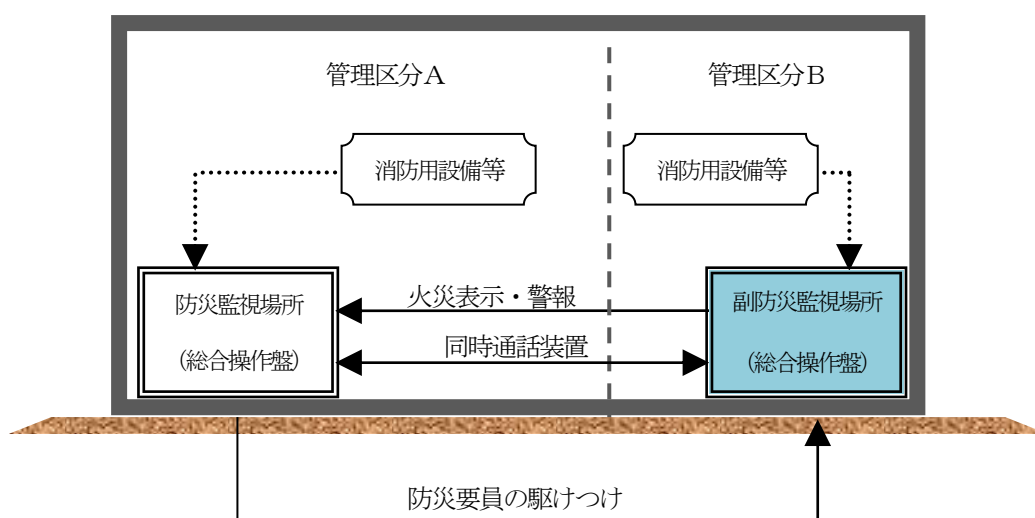 管理区分A
管理区分B
消防用設備等
消防用設備等
防災監視場所
(総合操作盤)
火災表示・警報
同時通話装置
副防災監視場所
(総合操作盤)
防災要員の駆けつけ